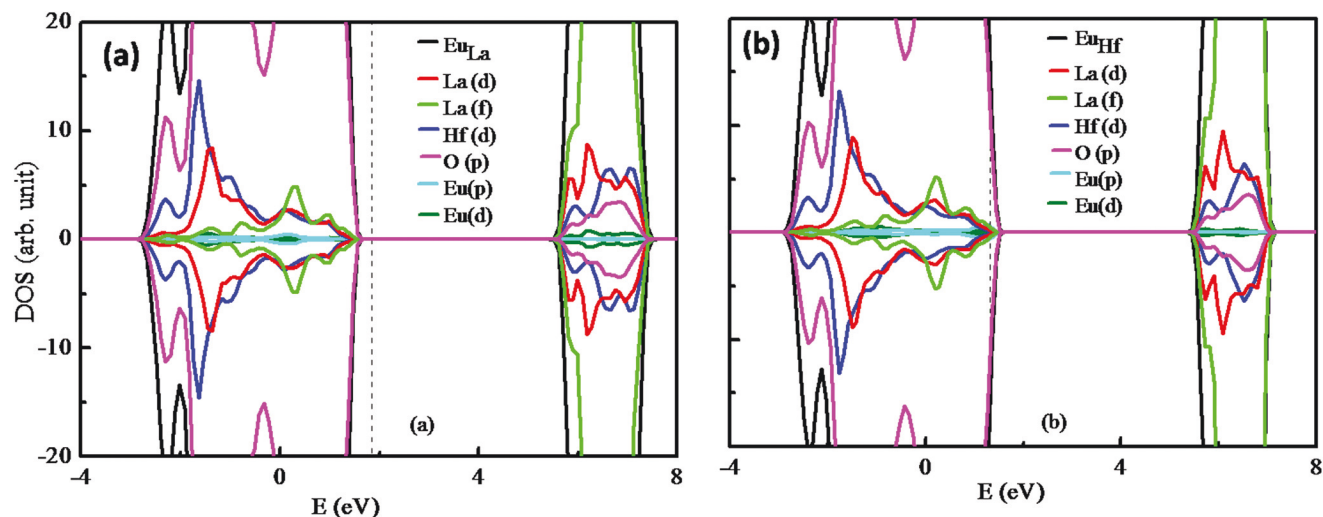 (a)
Eu_La
La (d)
La (f)
Hf (d)
O (p)
Eu(p)
Eu(d)
20
10
0
-10
-20
DOS (arb. unit)
(a)
-4 0 4 8
E (eV)
(b)
Eu_Hf
La (d)
La (f)
Hf (d)
O (p)
Eu(p)
Eu(d)
(b)
-4 0 4 8
E (eV)